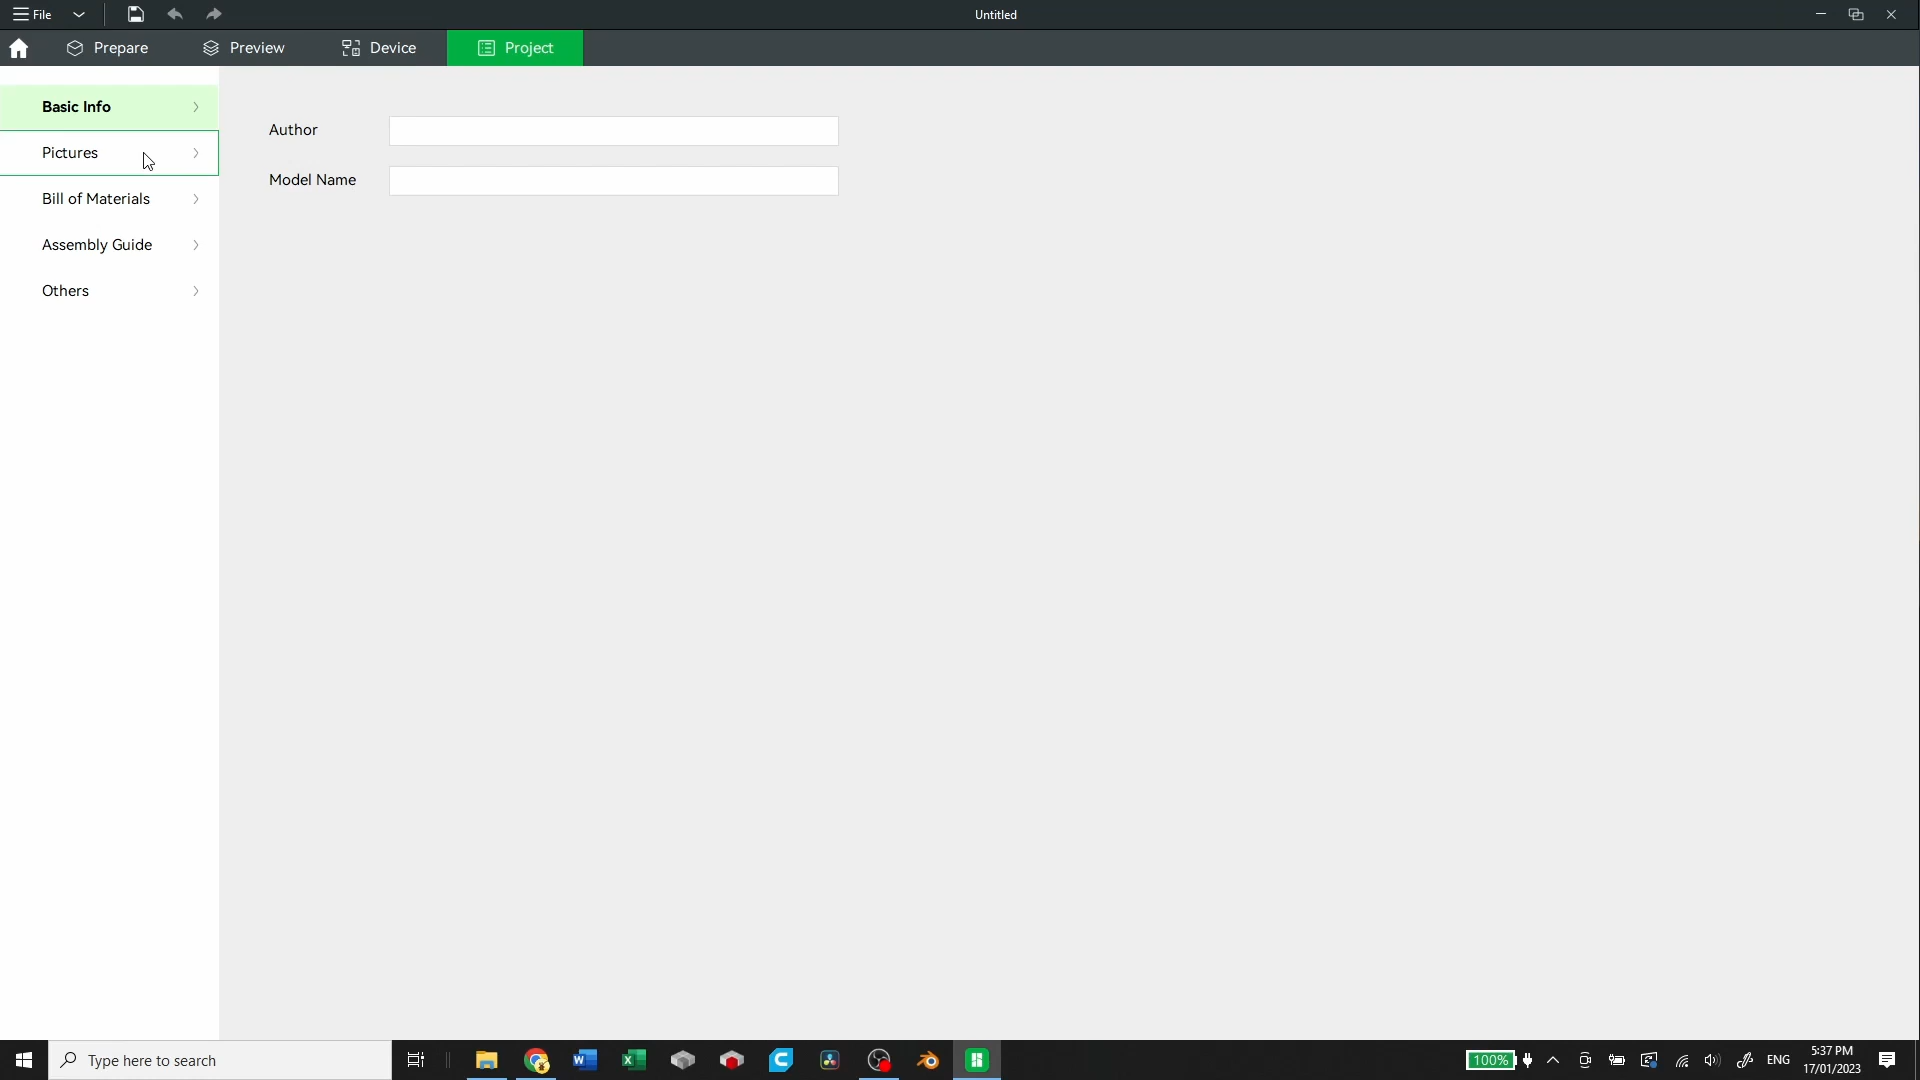 File
Untitled
Prepare
Preview
Device
Project
Basic Info
Pictures
Bill of Materials
Assembly Guide
Others
Author
Model Name
Type here to search
100%
ENG
5:37 PM
17/01/2023